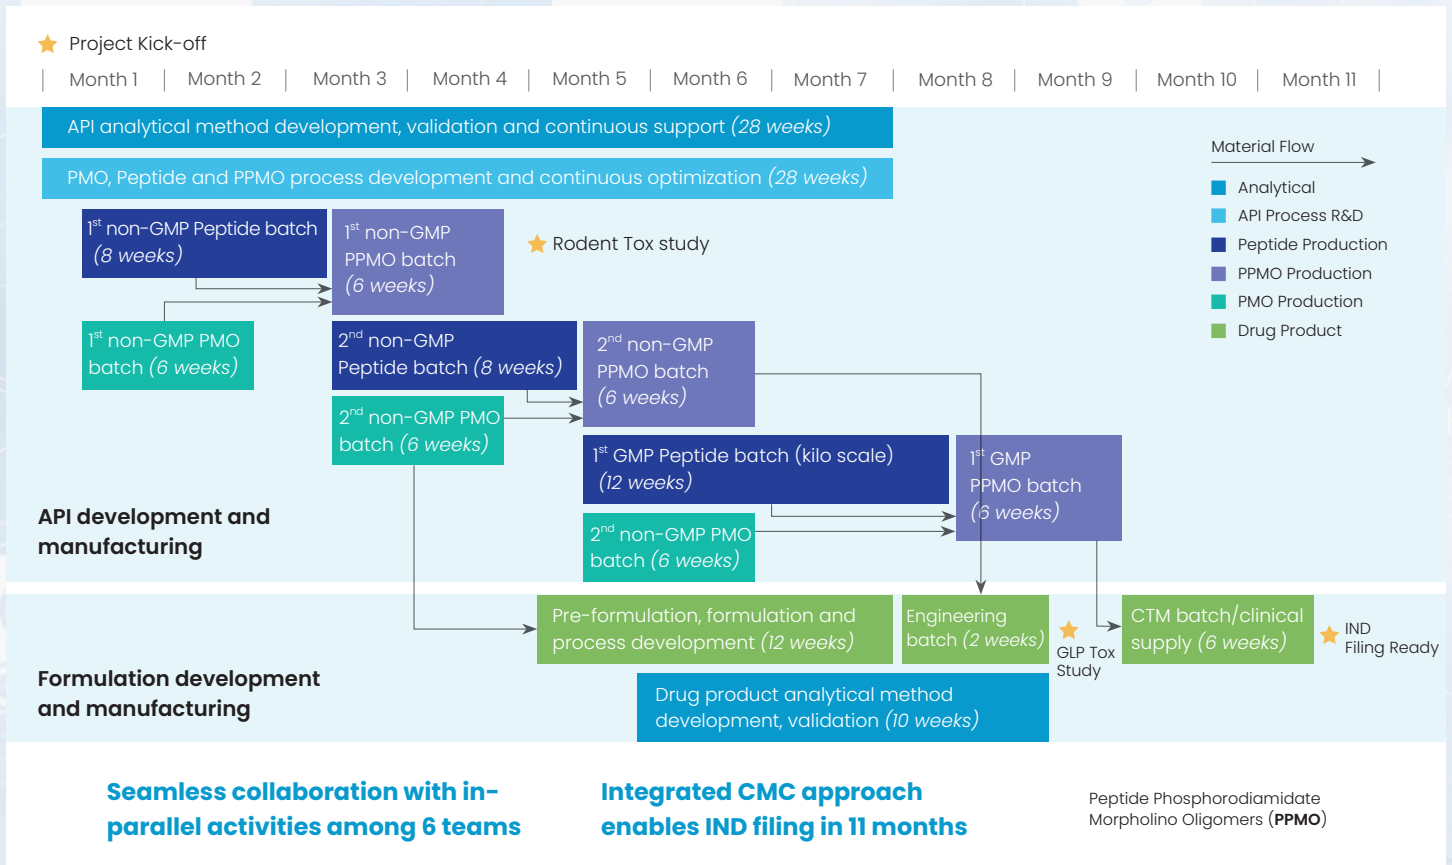 Project Kick-off
Month 1 Month 2 Month 3 Month 4 Month 5 Month 6 Month 7 Month 8 Month 9 Month 10 Month 11
API analytical method development, validation and continuous support (28 weeks)
PMO, Peptide and PPMO process development and continuous optimization (28 weeks)
1st non-GMP Peptide batch
(8 weeks)
1st non-GMP
PPMO batch
(6 weeks)
Rodent Tox study
Material Flow
Analytical
API Process R&D
Peptide Production
PPMO Production
PMO Production
Drug Product
1st non-GMP PMO
batch (6 weeks)
2nd non-GMP
Peptide batch (8 weeks)
2nd non-GMP
PPMO batch
(6 weeks)
2nd non-GMP PMO
batch (6 weeks)
1st GMP Peptide batch (kilo scale)
(12 weeks)
1st GMP
PPMO batch
(6 weeks)
2nd non-GMP PMO
batch (6 weeks)
API development and
manufacturing
Pre-formulation, formulation and
process development (12 weeks)
Engineering
batch (2 weeks)
GLP Tox
Study
CTM batch/clinical
supply (6 weeks)
IND
Filing Ready
Formulation development
and manufacturing
Drug product analytical method
development, validation (10 weeks)
Seamless collaboration with in-
parallel activities among 6 teams
Integrated CMC approach
enables IND filing in 11 months
Peptide Phosphorodiamidate
Morpholino Oligomers (PPMO)